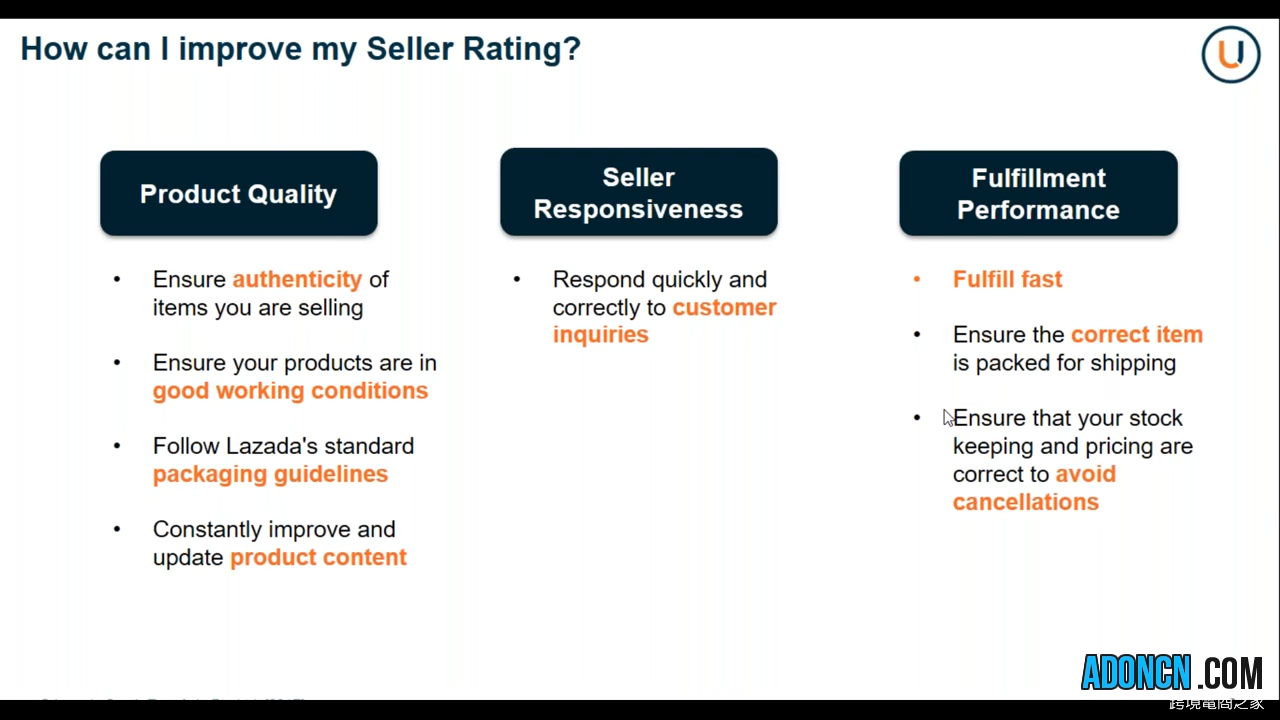 How can I improve my Seller Rating?
Product Quality
• Ensure authenticity of
items you are selling
• Ensure your products are in
good working conditions
• Follow Lazada's standard
packaging guidelines
• Constantly improve and
update product content
Seller
Responsiveness
• Respond quickly and
correctly to customer
inquiries
Fulfillment
Performance
• Fulfill fast
• Ensure the correct item
is packed for shipping
• Ensure that your stock
keeping and pricing are
correct to avoid
cancellations
ADONCN.COM
跨境電商之家